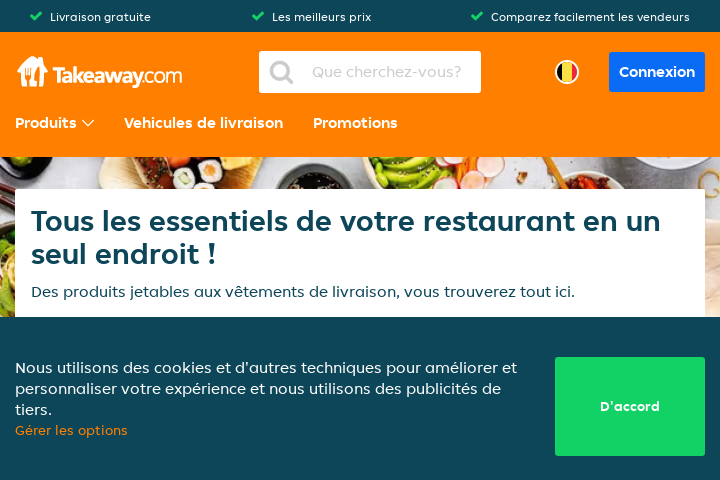 Livraison gratuite
Les meilleurs prix
Comparez facilement les vendeurs
Takeaway.com
Que cherchez-vous?
Connexion
Produits
Vehicules de livraison
Promotions
Tous les essentiels de votre restaurant en un
seul endroit !
Des produits jetables aux vêtements de livraison, vous trouverez tout ici.
Nous utilisons des cookies et d'autres techniques pour améliorer et
personnaliser votre expérience et nous utilisons des publicités de
tiers.
Gérer les options
D'accord